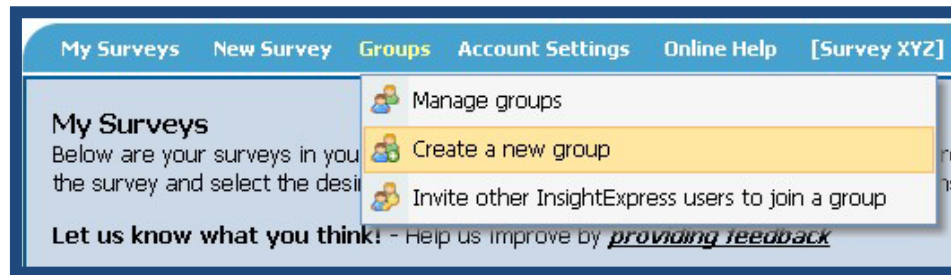 My Surveys New Survey Groups Account Settings Online Help [Survey XYZ]
Manage groups
Create a new group
Invite other InsightExpress users to join a group
My Surveys
Below are your surveys in you
the survey and select the
Let us know what you think! - Help us improve by providing feedback